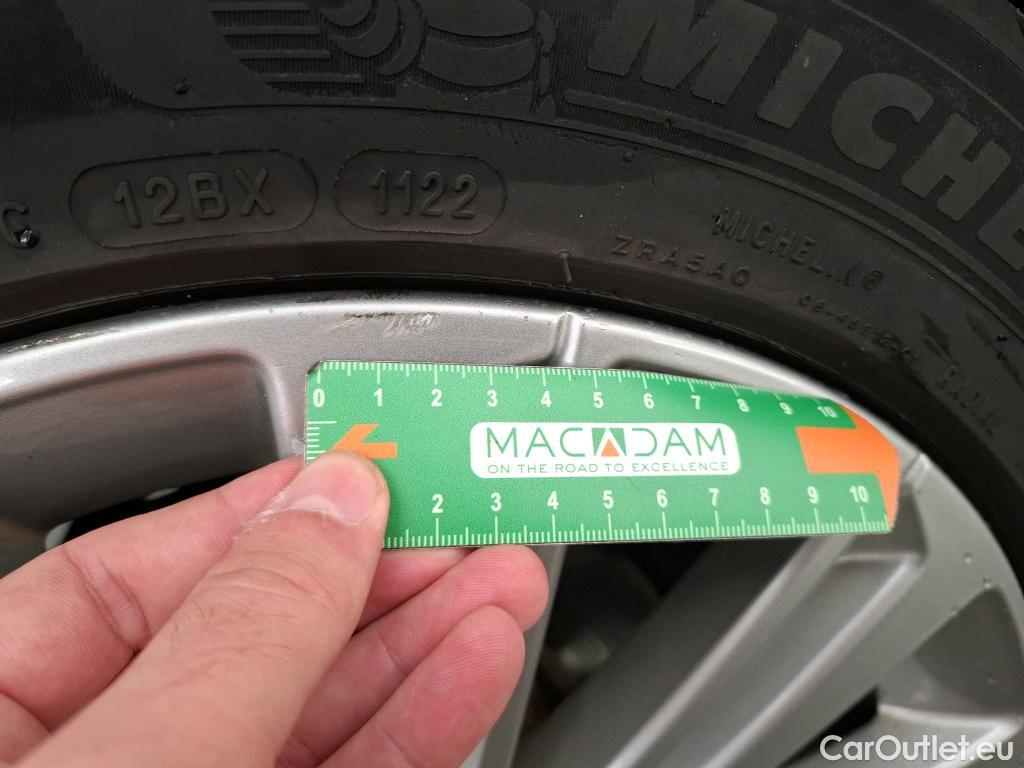 MICHE
C 12BX 1122
MICHELIN®
ZRA5A0
RADIAL
0 1 2 3 4 5 6 7 8 9 10
MACADAM
ON THE ROAD TO EXCELLENCE
2 3 4 5 6 7 8 9 10
CarOutlet.eu